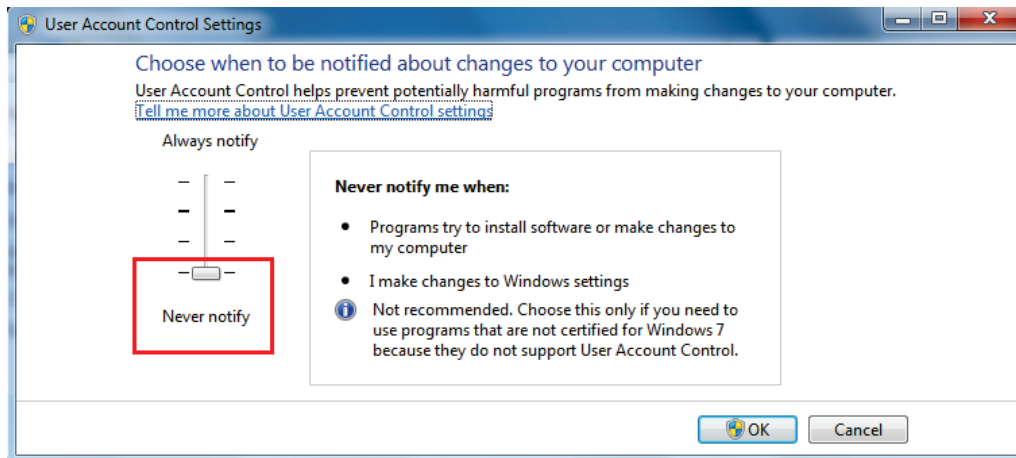 User Account Control Settings
Choose when to be notified about changes to your computer
User Account Control helps prevent potentially harmful programs from making changes to your computer.
Tell me more about User Account Control settings
Always notify
Never notify me when:
• Programs try to install software or make changes to
my computer
• I make changes to Windows settings
Not recommended. Choose this only if you need to
use programs that are not certified for Windows 7
because they do not support User Account Control.
Never notify
OK
Cancel